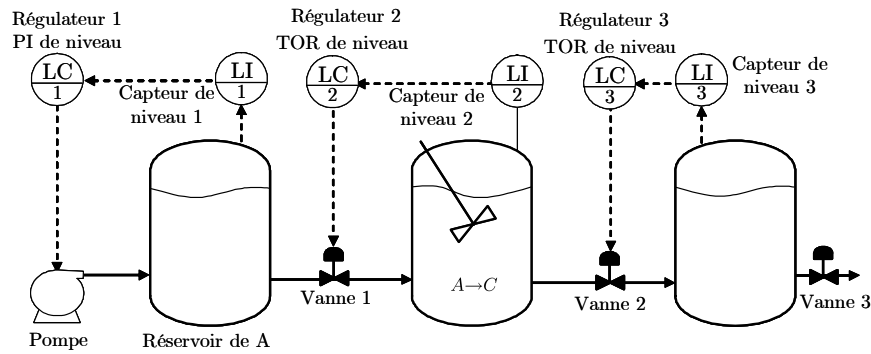 Régulateur 1
PI de niveau
LC
1
LI
1
Capteur de
niveau 1
Régulateur 2
TOR de niveau
LC
2
LI
2
Capteur de
niveau 2
Régulateur 3
TOR de niveau
LC
3
LI
3
Capteur de
niveau 3
A→C
Vanne 1
Vanne 2
Vanne 3
Pompe
Réservoir de A